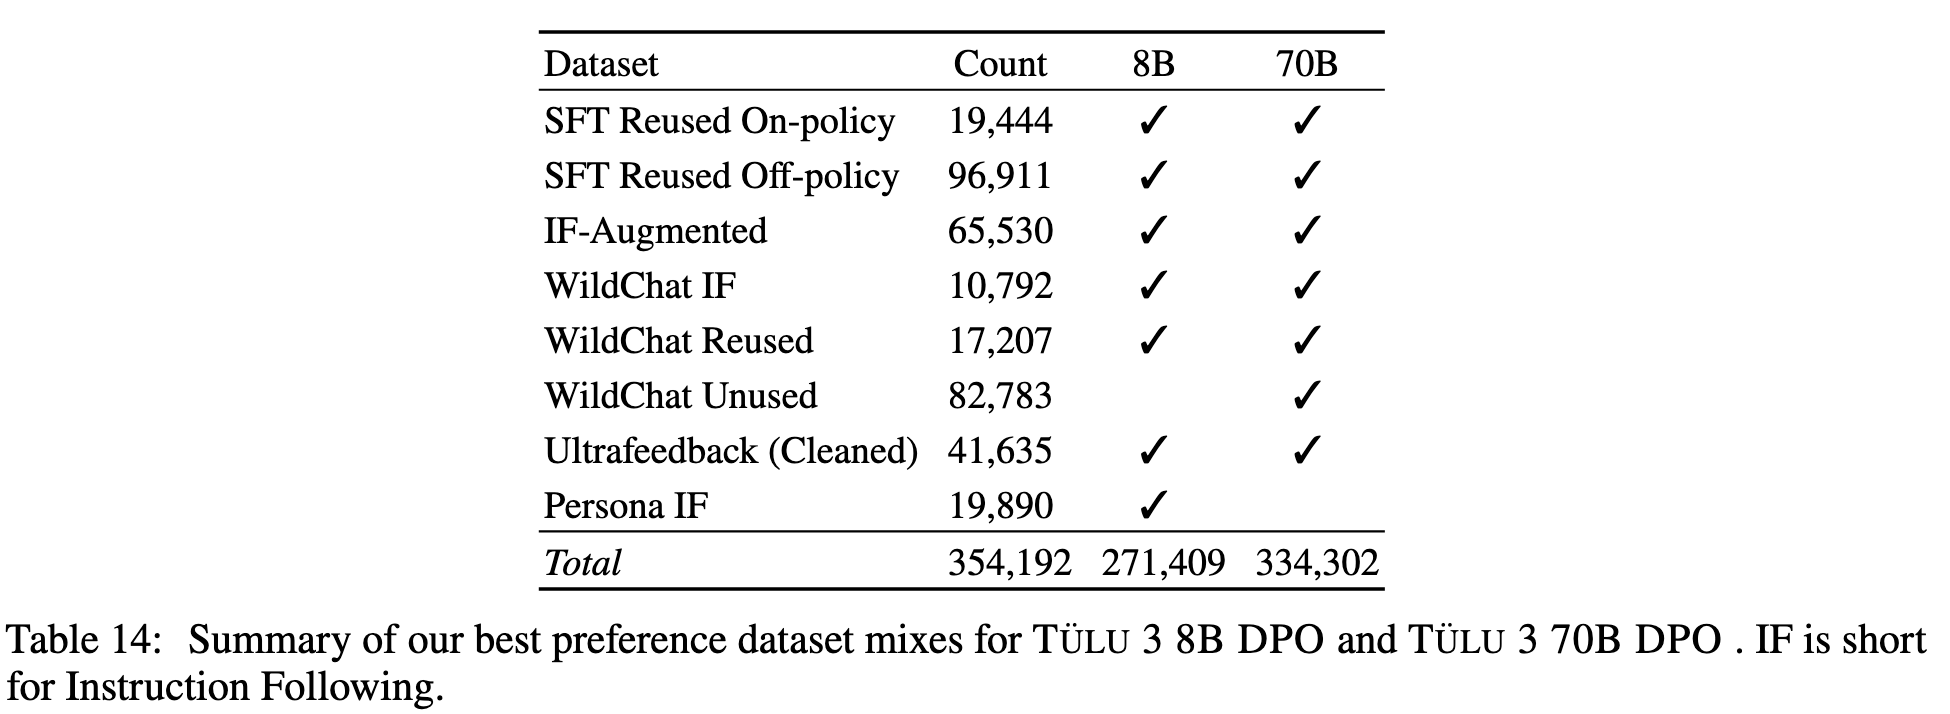 Dataset Count 8B 70B
SFT Reused On-policy 19,444 ✓ ✓
SFT Reused Off-policy 96,911 ✓ ✓
IF-Augmented 65,530 ✓ ✓
WildChat IF 10,792 ✓ ✓
WildChat Reused 17,207 ✓ ✓
WildChat Unused 82,783 ✓
Ultrafeedback (Cleaned) 41,635 ✓ ✓
Persona IF 19,890 ✓
Total 354,192 271,409 334,302
Table 14: Summary of our best preference dataset mixes for TÜLU 3 8B DPO and TÜLU 3 70B DPO . IF is short
for Instruction Following.